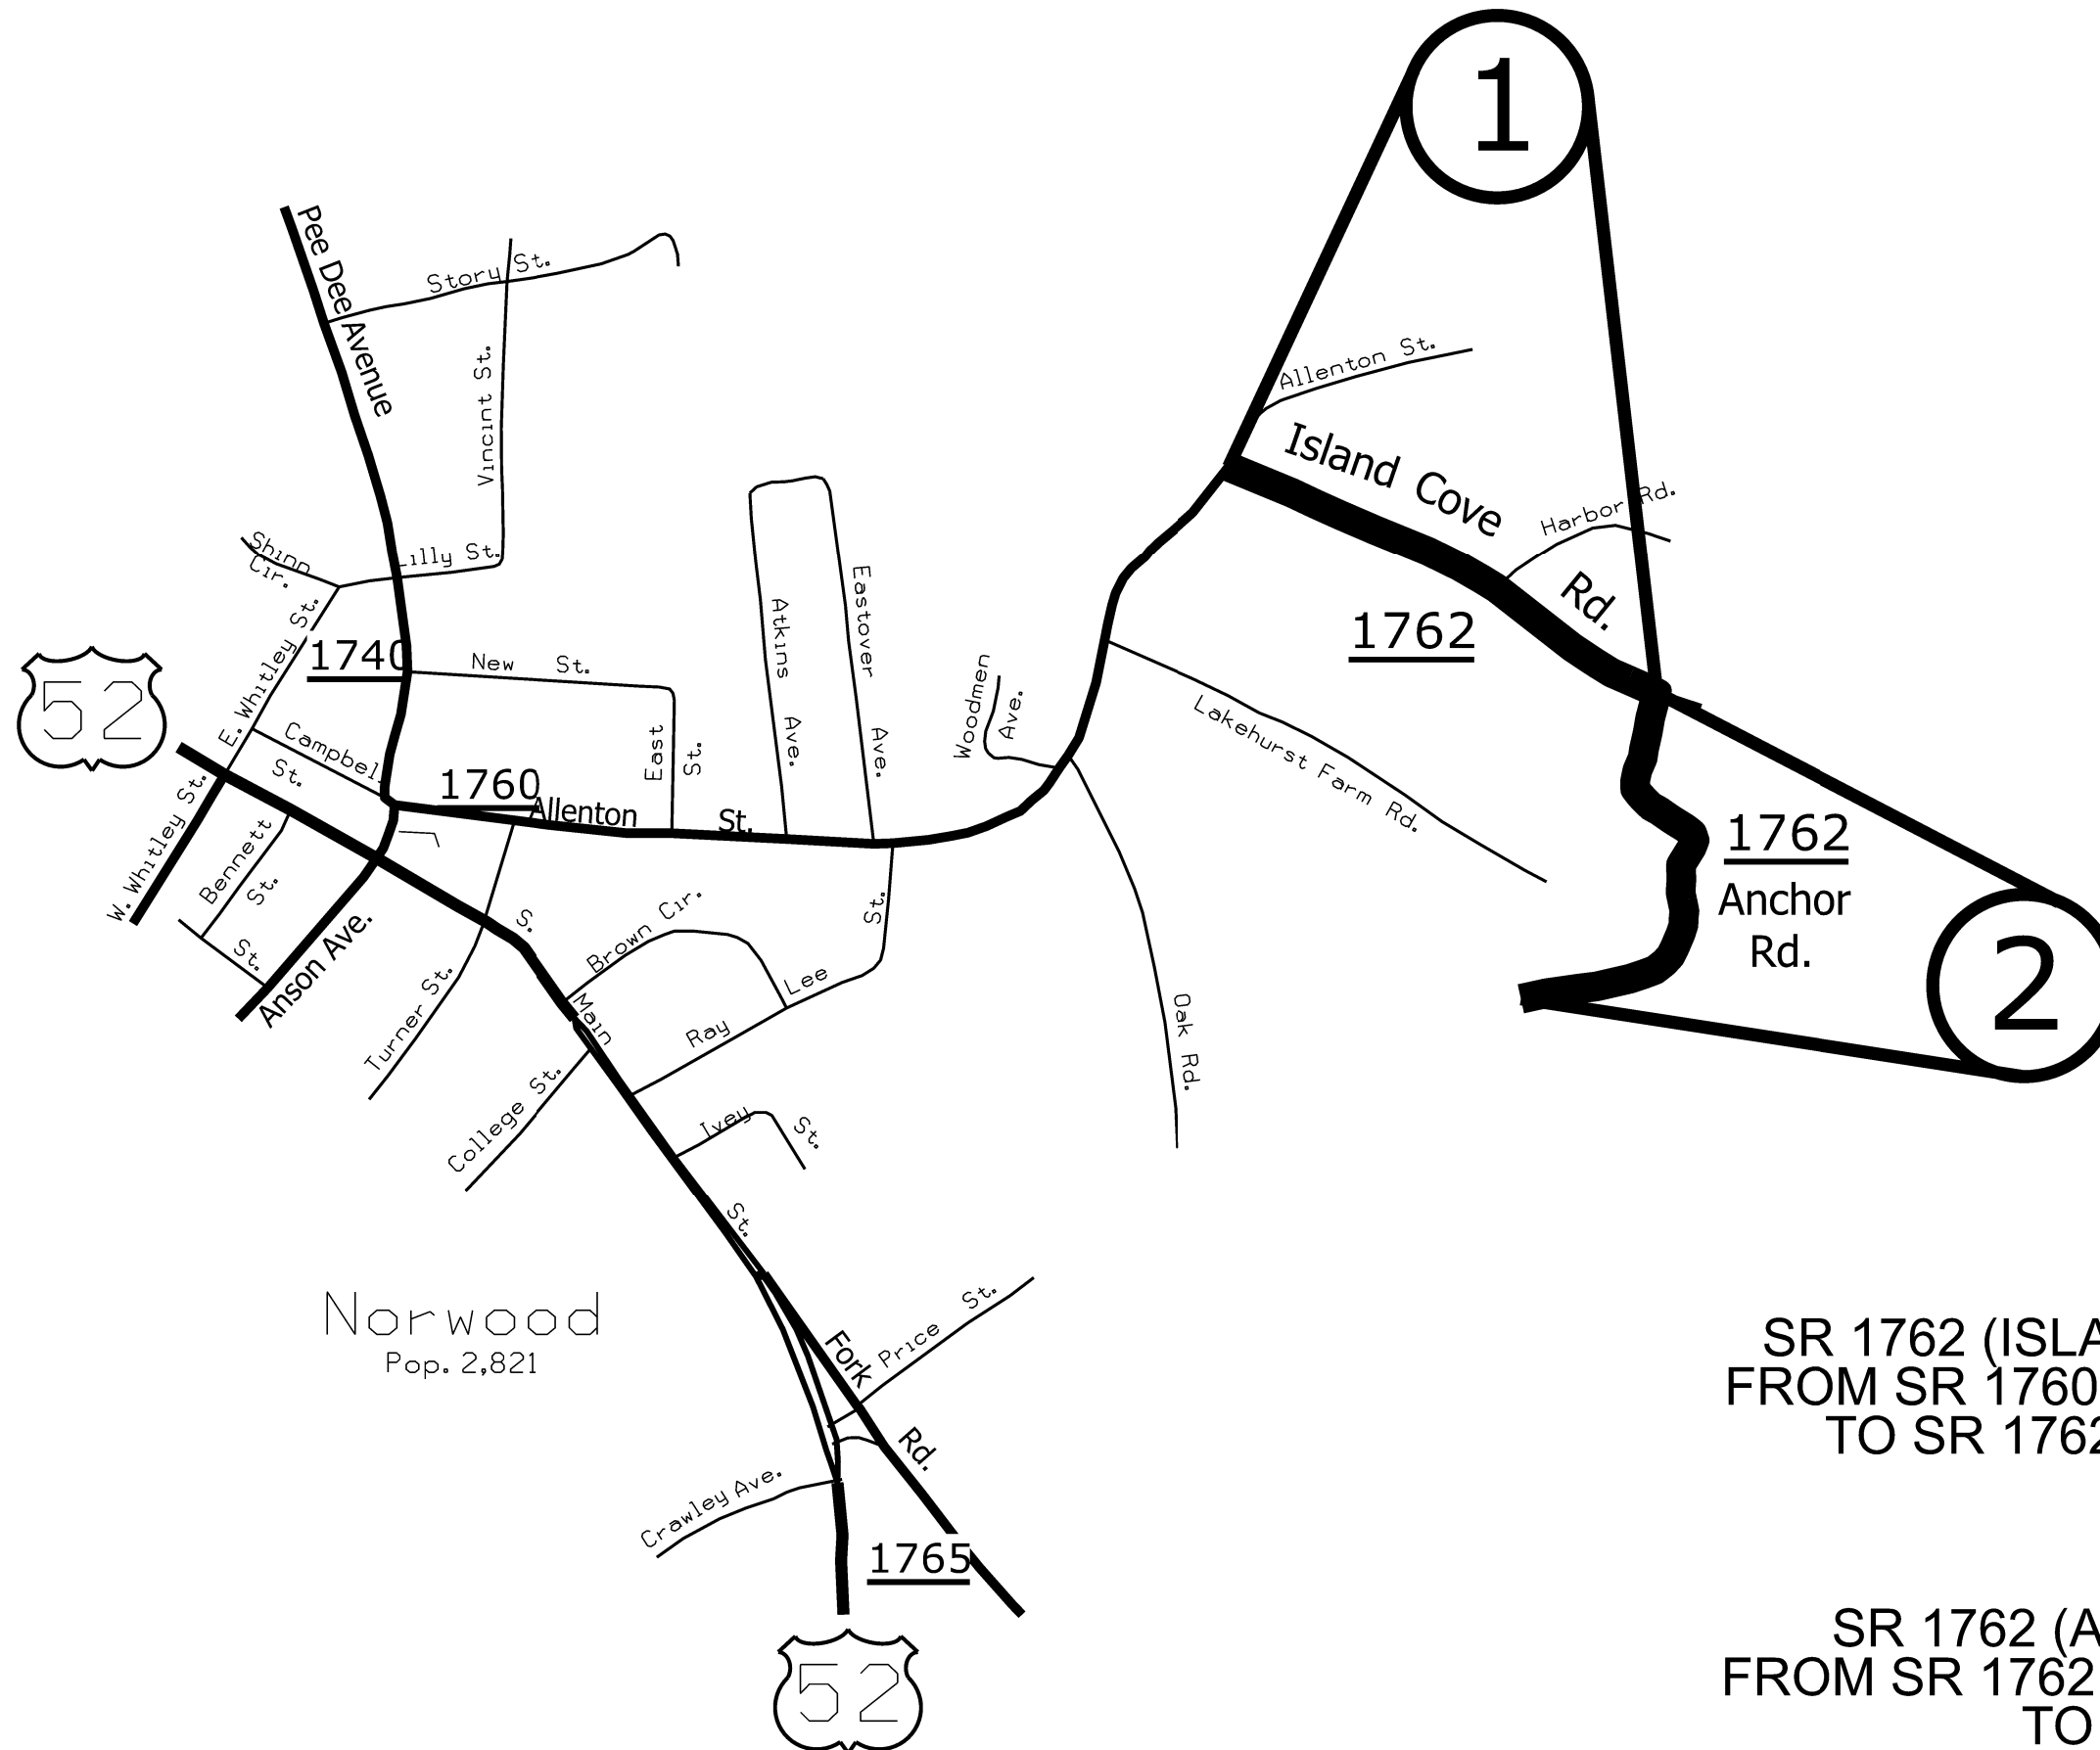 1
Pee Dee Avenue
Story St.
Vincint St.
Allenton St.
Island Cove Rd.
Harbor Rd.
Shinn Cir.
Lilly St.
E. Whitley St.
1740
New St.
East St.
Atkins Ave.
Eastover Ave.
Woodmen Ave.
1762
Lakehurst Farm Rd.
52
Campbell St.
1760
Allenton St.
W. Whitley St.
Bennett St.
St.
Anson Ave.
Turner St.
S. Main St.
Brown Cir.
Ray Lee St.
College St.
Ivey St.
Oak Rd.
1762
Anchor
Rd.
2
Norwood
Pop. 2,821
Fork Rd.
Price St.
Crawley Ave.
1765
52
SR 1762 (ISLA
FROM SR 1760
TO SR 1762
SR 1762 (A
FROM SR 1762
TO